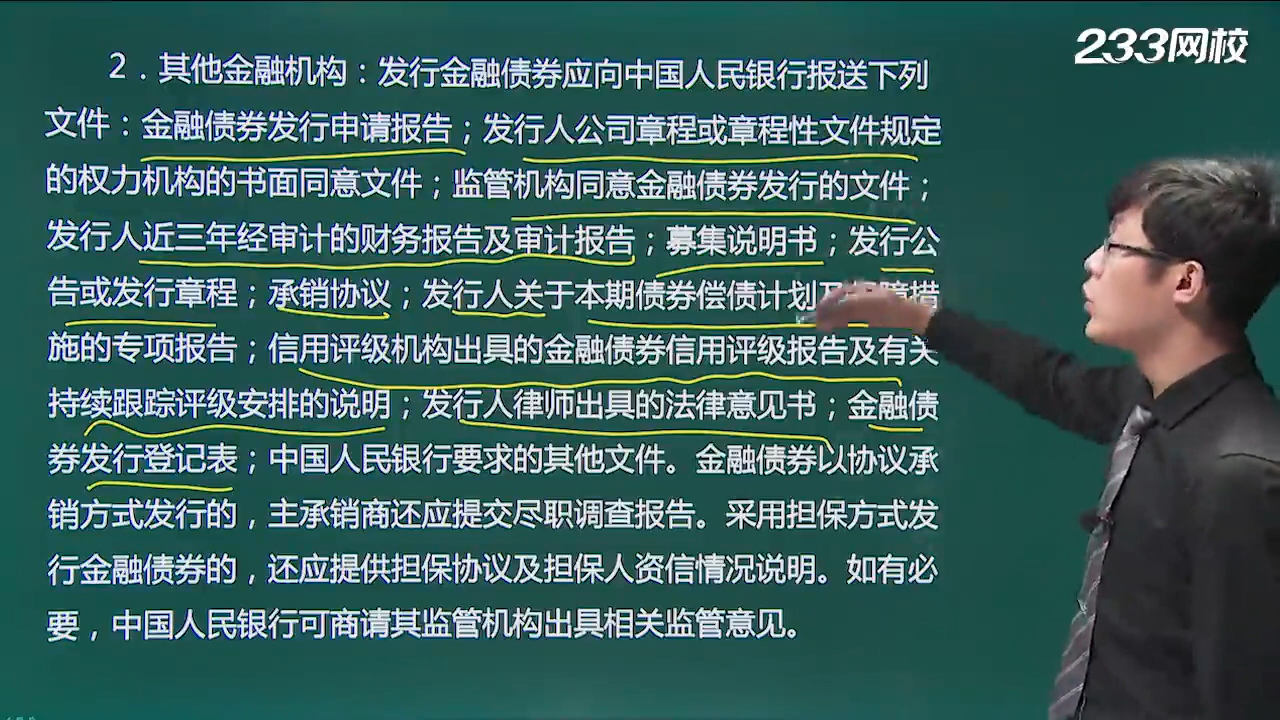 233网校
2．其他金融机构：发行金融债券应向中国人民银行报送下列
文件：金融债券发行申请报告；发行人公司章程或章程性文件规定
的权力机构的书面同意文件；监管机构同意金融债券发行的文件；
发行人近三年经审计的财务报告及审计报告；募集说明书；发行公
告或发行章程；承销协议；发行人关于本期债券偿债计划及保障措
施的专项报告；信用评级机构出具的金融债券信用评级报告及有关
持续跟踪评级安排的说明；发行人律师出具的法律意见书；金融债
券发行登记表；中国人民银行要求的其他文件。金融债券以协议承
销方式发行的，主承销商还应提交尽职调查报告。采用担保方式发
行金融债券的，还应提供担保协议及担保人资信情况说明。如有必
要，中国人民银行可商请其监管机构出具相关监管意见。